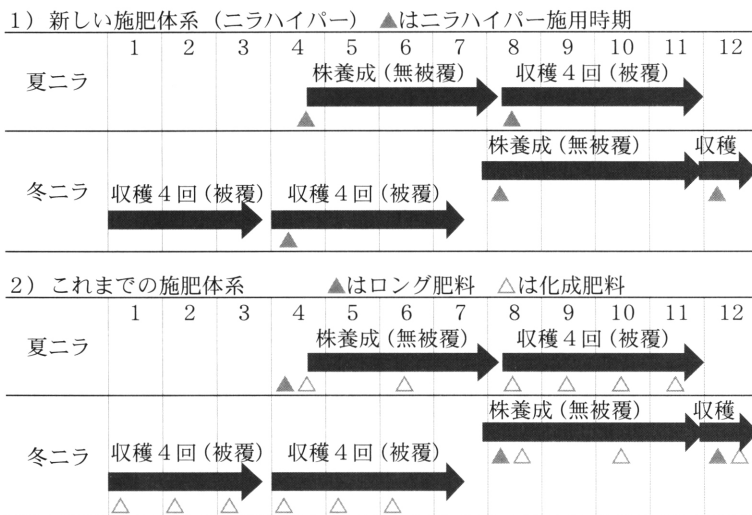 1）新しい施肥体系（ニラハイパー）▲はニラハイパー施用時期
1 2 3 4 5 6 7 8 9 10 11 12
夏ニラ
株養成（無被覆） 収穫４回（被覆）
株養成（無被覆） 収穫
冬ニラ
収穫４回（被覆） 収穫４回（被覆）
2）これまでの施肥体系 ▲はロング肥料 △は化成肥料
1 2 3 4 5 6 7 8 9 10 11 12
夏ニラ
株養成（無被覆） 収穫４回（被覆）
株養成（無被覆） 収穫
冬ニラ
収穫４回（被覆） 収穫４回（被覆）